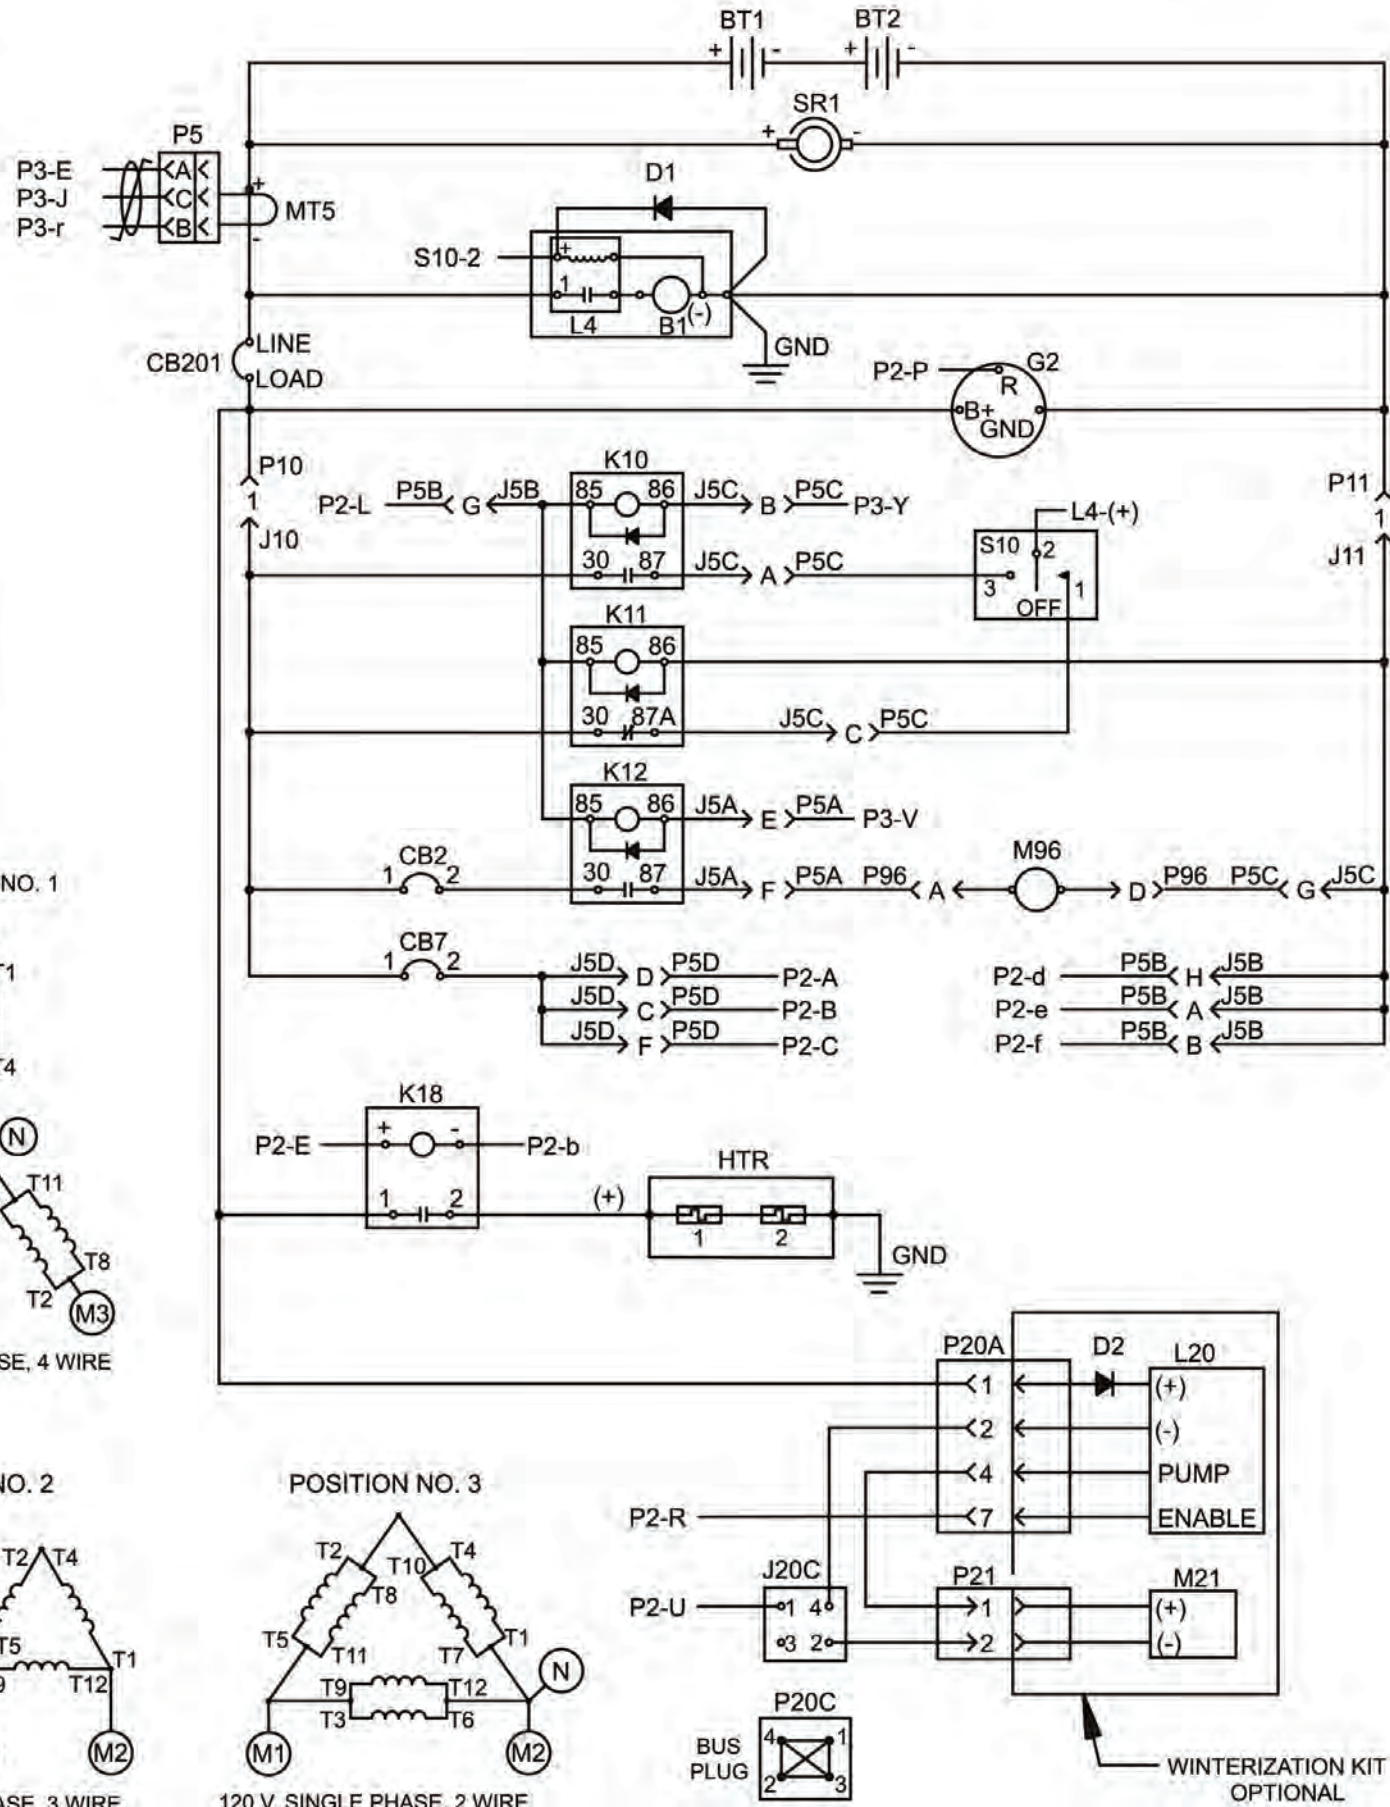 BT1 BT2
+ - + -
SR1
+ -
P5
P3-E A
P3-J C
P3-r B
+
MT5
-
D1
S10-2
+
1
L4 B1 (-)
GND
CB201
LINE
LOAD
P2-P G2
R
B+
GND
P10
1
J10
K10
P2-L P5B G J5B 85 86 J5C B P5C P3-Y
30 87 J5C A P5C
L4-(+)
S10 2
3 1
OFF
P11
1
J11
K11
85 86
30 87A J5C C P5C
K12
85 86 J5A E P5A P3-V
CB2
1 2 30 87 J5A F P5A P96 A M96 D P96 P5C G J5C
CB7
1 2 J5D D P5D P2-A
J5D C P5D P2-B
J5D F P5D P2-C
P2-d P5B H J5B
P2-e P5B A J5B
P2-f P5B B J5B
K18
P2-E + - P2-b
1 2 (+)
HTR
1 2
GND
P20A D2 L20
1 (+)
2 (-)
4 PUMP
P2-R 7 ENABLE
J20C P21 M21
P2-U 1 4 1 (+)
3 2 2 (-)
P20C
BUS
PLUG
4 1
2 3
WINTERIZATION KIT
OPTIONAL
NO. 1
T1
T4
N
T11
T8
T2
M3
SE, 4 WIRE
NO. 2
T2 T4
T5 T1
9 T12
M2
ASE, 3 WIRE
POSITION NO. 3
T2 T10 T4
T8
T5 T11 T7 T1
T9 T12
T3 T6
N
M1 M2
120 V, SINGLE PHASE, 2 WIRE